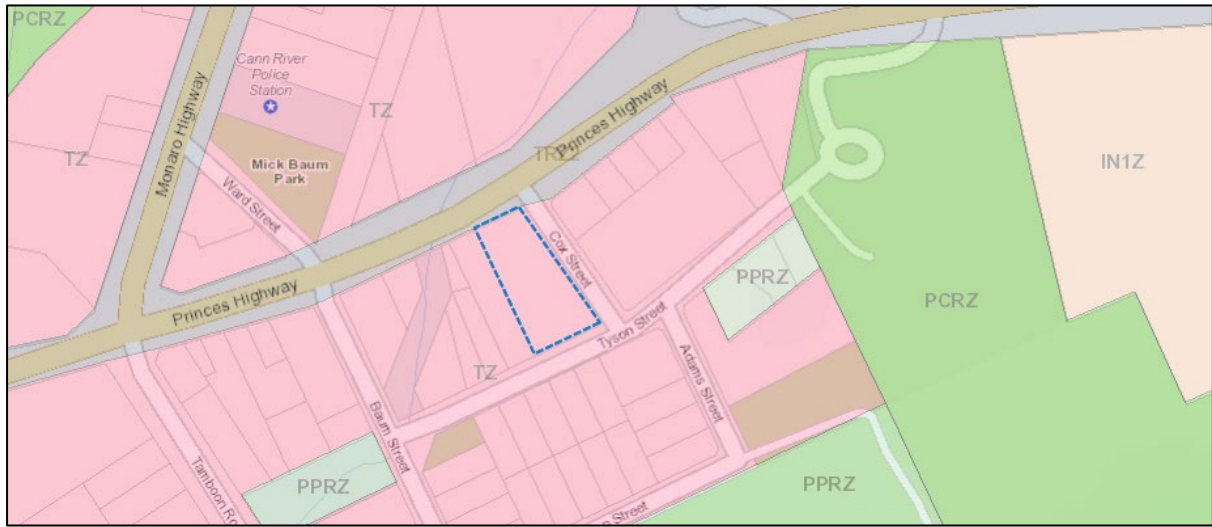 PCRZ
Monaro Highway
Cann River
Police
Station
TZ
TZ
Mick Baum
Park
Ward Street
Princes Highway
Princes Highway
Cox Street
IN1Z
PPRZ
PCRZ
Tyson Street
TZ
Adams Street
Baum Street
Tamboon
PPRZ
PPRZ
Street